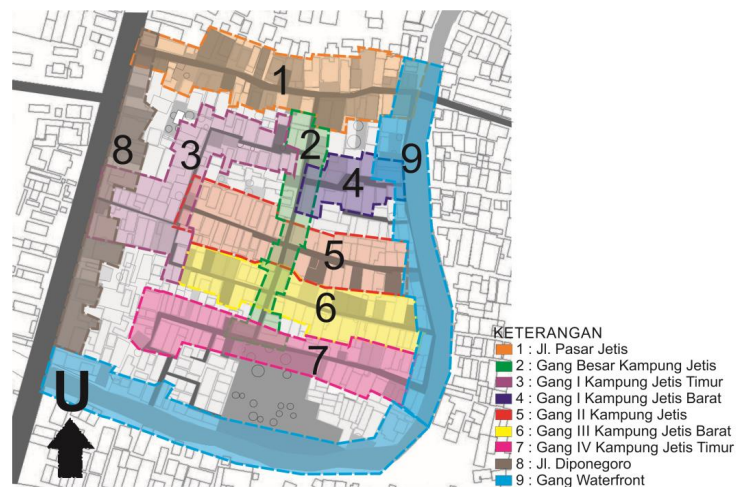 1
2
8
3
4
9
5
6
7
U
KETERANGAN
1 : Jl. Pasar Jetis
2 : Gang Besar Kampung Jetis
3 : Gang I Kampung Jetis Timur
4 : Gang I Kampung Jetis Barat
5 : Gang II Kampung Jetis
6 : Gang III Kampung Jetis Barat
7 : Gang IV Kampung Jetis Timur
8 : Jl. Diponegoro
9 : Gang Waterfront